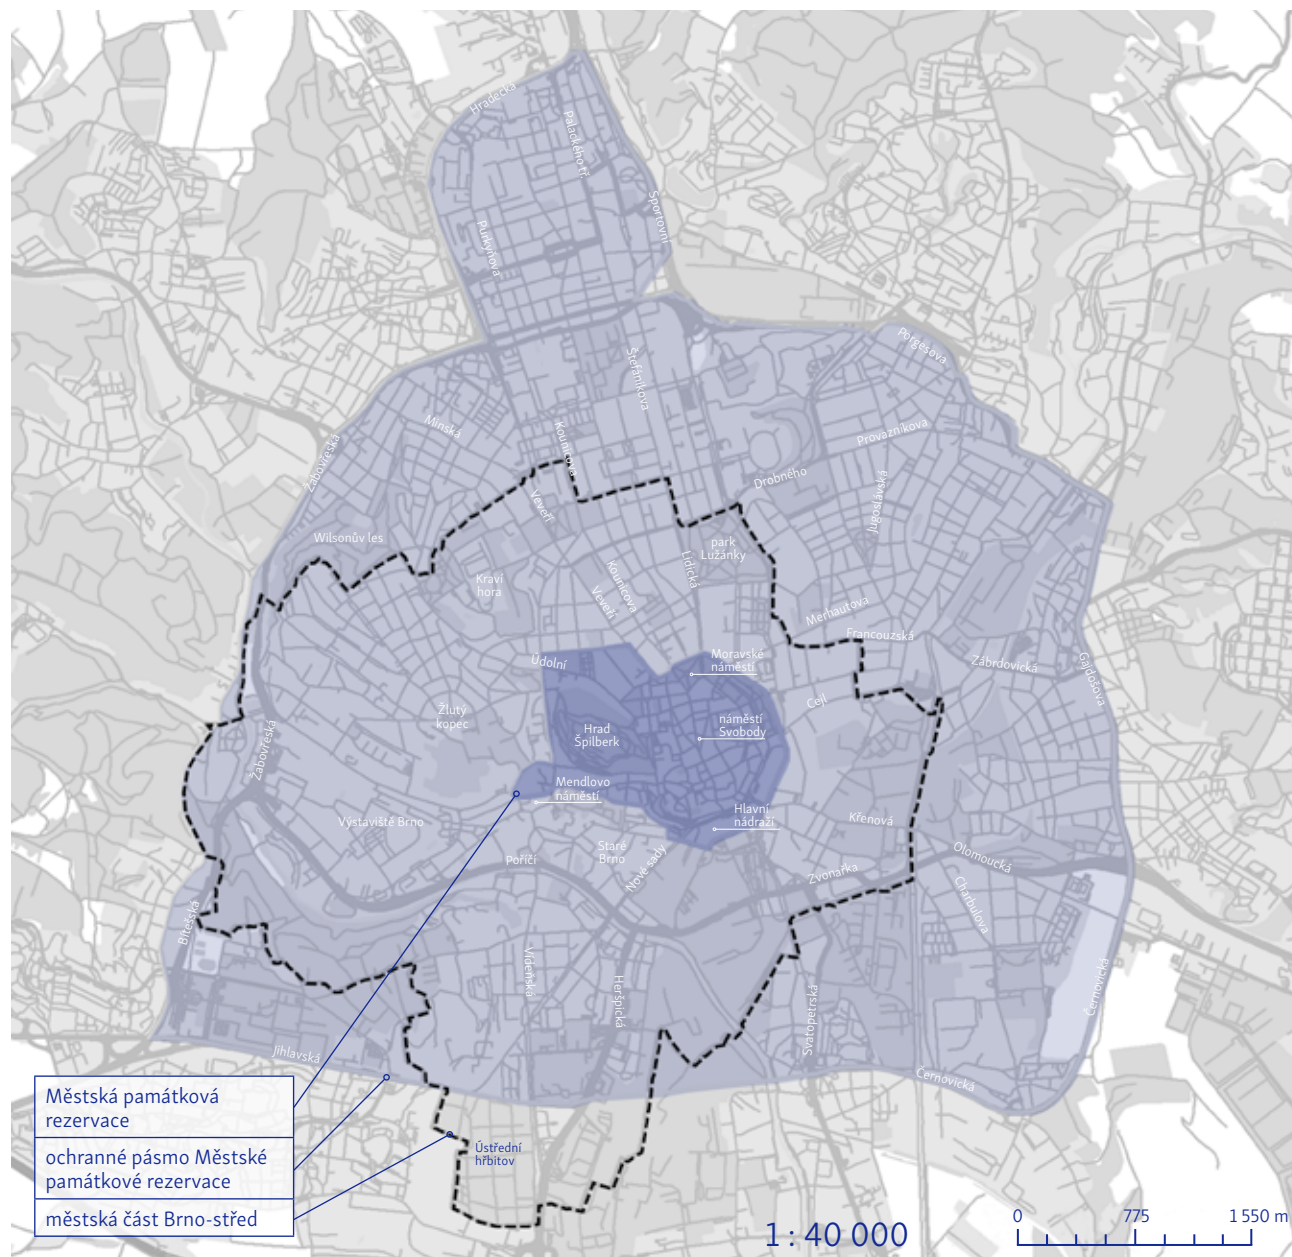 Hradecká
Palackého tř.
Sportovní
Purkyňova
Porgesova
Štefánikova
Minská
Kounicova
Provazníkova
Žabovřeská
Drobného
Jugoslávská
Veveří
Wilsonův les
park
Lužánky
Lidická
Kraví
hora
Kounicova
Veveří
Merhautova
Francouzská
Údolní
Moravské
náměstí
Zábrdovická
Gajdošova
Žlutý
kopec
Cejl
Hrad
Špilberk
náměstí
Svobody
Žabovřeská
Mendlovo
náměstí
Výstaviště Brno
Hlavní
nádraží
Křenová
Staré
Brno
Poříčí
Nové sady
Zvonařka
Olomoucká
Charbulova
Bítešská
Vídeňská
Heršpická
Svatopetrská
Černovická
Jihlavská
Černovická
Městská památková
rezervace
ochranné pásmo Městské
památkové rezervace
městská část Brno-střed
Ústřední
hřbitov
1 : 40 000
0 775 1 550 m